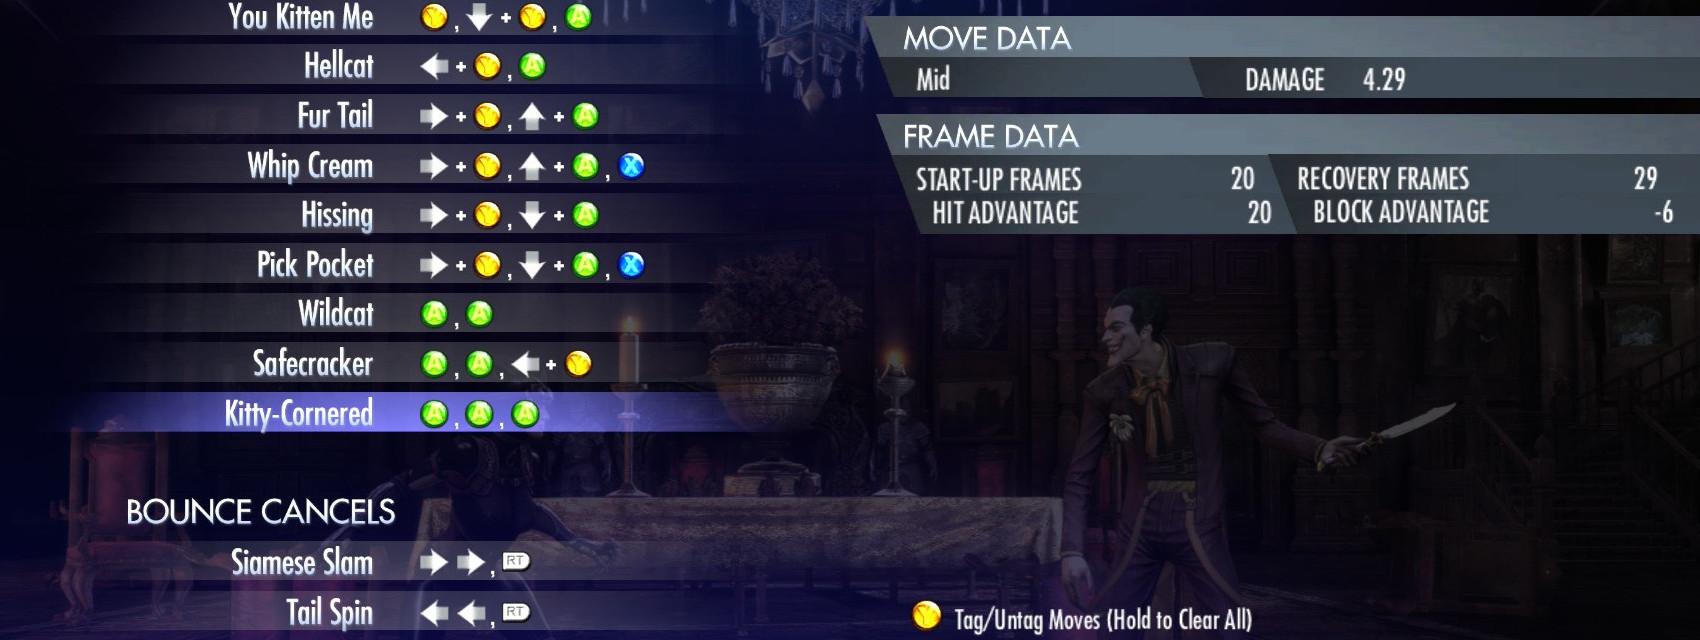 You Kitten Me Y, + Y, A
Hellcat + Y, A
Fur Tail + Y, + A
Whip Cream + Y, + A, X
Hissing + Y, + A
Pick Pocket + Y, + A, X
Wildcat A, A
Safecracker A, A, + Y
Kitty-Cornered A, A, A
BOUNCE CANCELS
Siamese Slam , RT
Tail Spin , RT
MOVE DATA
Mid DAMAGE 4.29
FRAME DATA
START-UP FRAMES 20 RECOVERY FRAMES 29
HIT ADVANTAGE 20 BLOCK ADVANTAGE -6
Y Tag/Untag Moves (Hold to Clear All)